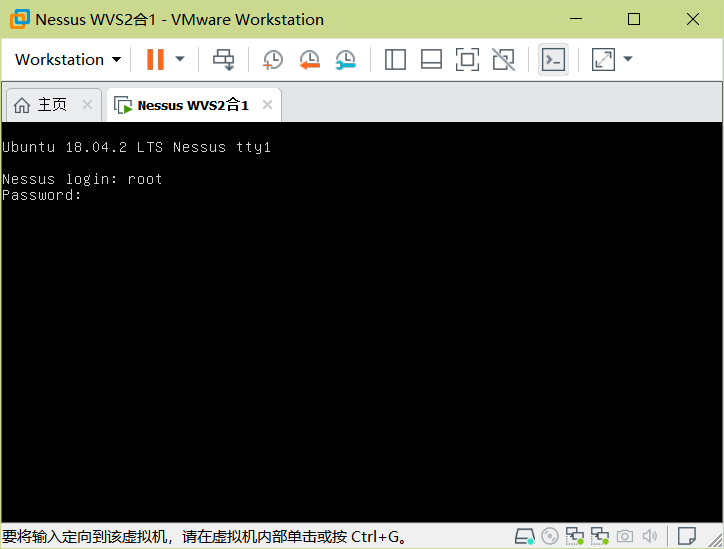 Nessus WVS2合1 - VMware Workstation
Workstation
主页
Nessus WVS2合1
Ubuntu 18.04.2 LTS Nessus tty1
Nessus login: root
Password:
要将输入定向到该虚拟机，请在虚拟机内部单击或按 Ctrl+G。